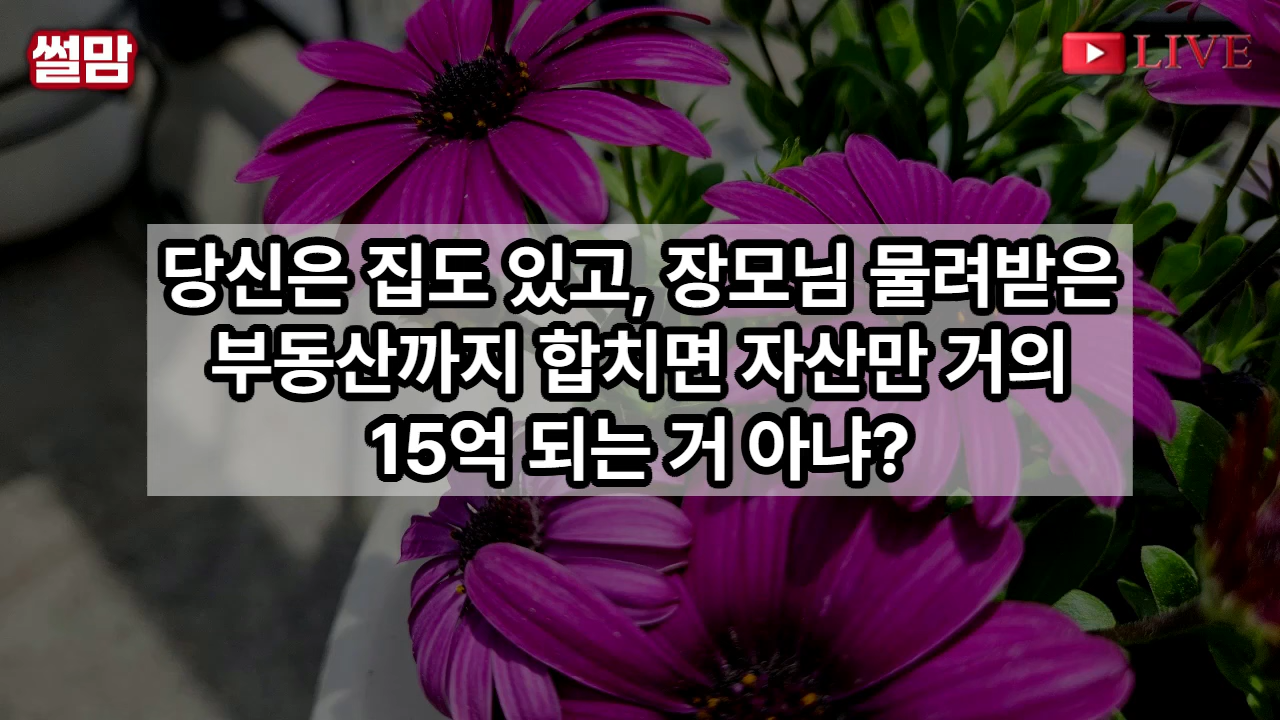 썰맘
LIVE
당신은 집도 있고, 장모님 물려받은
부동산까지 합치면 자산만 거의
15억 되는 거 아냐?